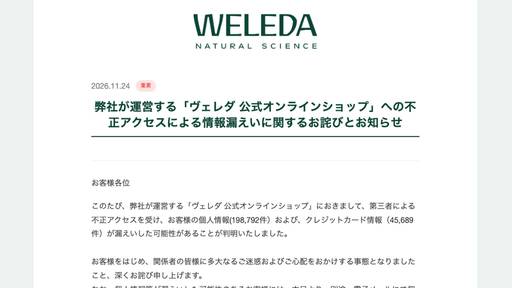 WELEDA
NATURAL SCIENCE
2026.11.24 重要
弊社が運営する「ヴェレダ 公式オンラインショップ」への不
正アクセスによる情報漏えいに関するお詫びとお知らせ
お客様各位
このたび、弊社が運営する「ヴェレダ 公式オンラインショップ」におきまして、第三者による
不正アクセスを受け、お客様の個人情報(198,792件）および、クレジットカード情報（45,689
件）が漏えいした可能性があることが判明いたしました。
お客様をはじめ、関係者の皆様に多大なるご迷惑およびご心配をおかけする事態となりました
こと、深くお詫び申し上げます。